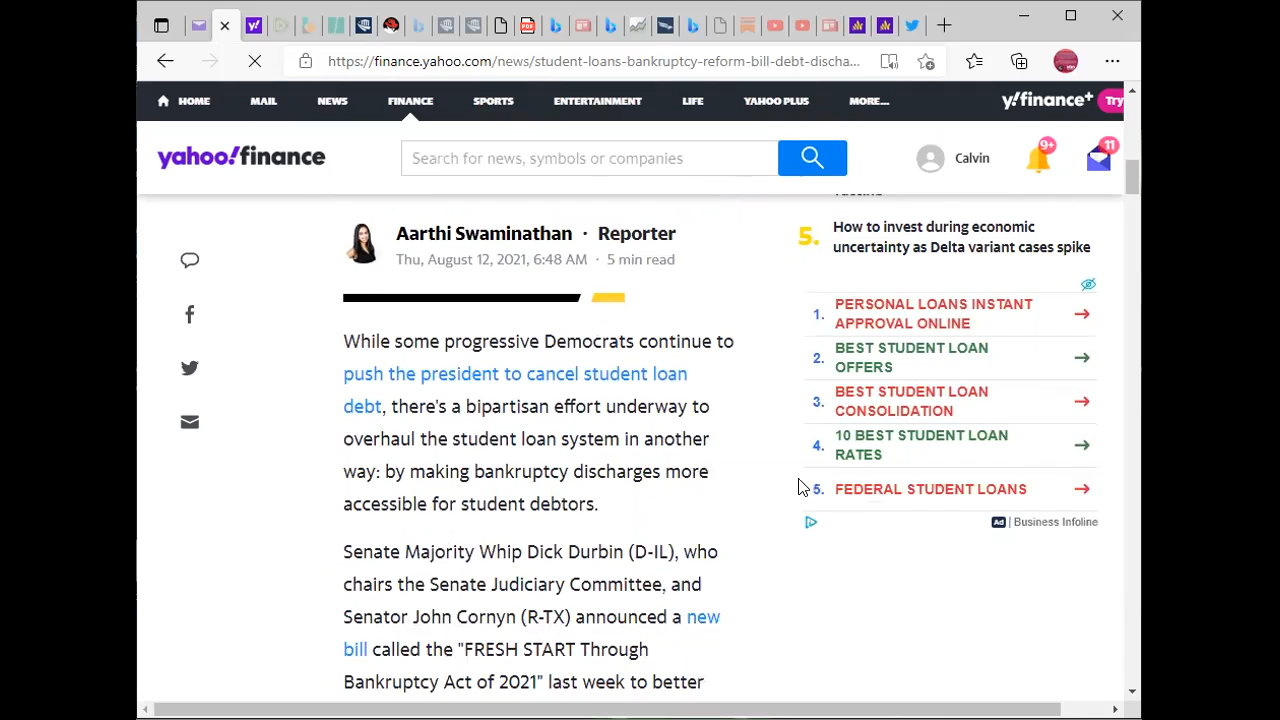 https://finance.yahoo.com/news/student-loans-bankruptcy-reform-bill-debt-discha...
HOME MAIL NEWS FINANCE SPORTS ENTERTAINMENT LIFE YAHOO PLUS MORE... y!finance+ Try
yahoo!finance
Search for news, symbols or companies
Calvin
9+
11
Aarthi Swaminathan · Reporter
Thu, August 12, 2021, 6:48 AM · 5 min read
While some progressive Democrats continue to
push the president to cancel student loan
debt, there's a bipartisan effort underway to
overhaul the student loan system in another
way: by making bankruptcy discharges more
accessible for student debtors.
Senate Majority Whip Dick Durbin (D-IL), who
chairs the Senate Judiciary Committee, and
Senator John Cornyn (R-TX) announced a new
bill called the "FRESH START Through
Bankruptcy Act of 2021" last week to better
5. How to invest during economic
uncertainty as Delta variant cases spike
1. PERSONAL LOANS INSTANT
APPROVAL ONLINE
2. BEST STUDENT LOAN
OFFERS
3. BEST STUDENT LOAN
CONSOLIDATION
4. 10 BEST STUDENT LOAN
RATES
5. FEDERAL STUDENT LOANS
Ad | Business Infoline